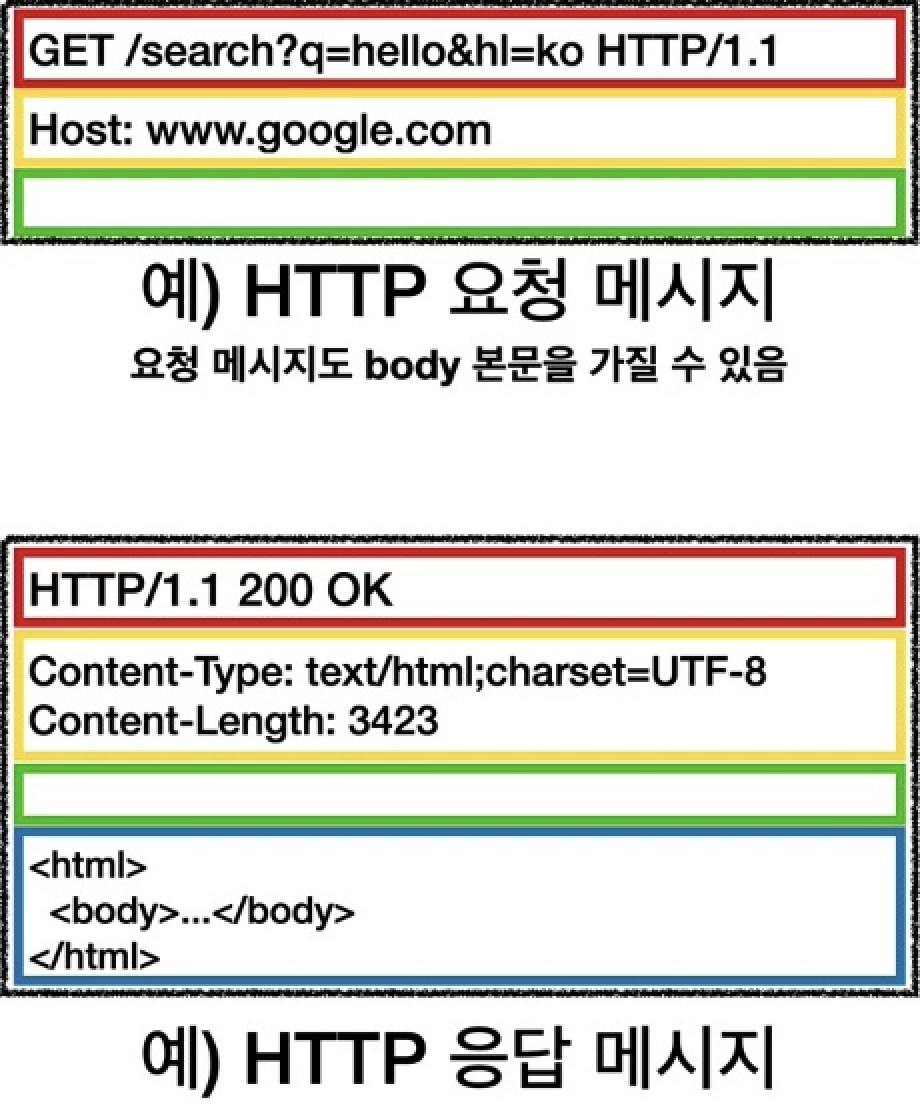 GET /search?q=hello&hl=ko HTTP/1.1
Host: www.google.com
예) HTTP 요청 메시지
요청 메시지도 body 본문을 가질 수 있음
HTTP/1.1 200 OK
Content-Type: text/html;charset=UTF-8
Content-Length: 3423
<html>
  <body>...</body>
</html>
예) HTTP 응답 메시지